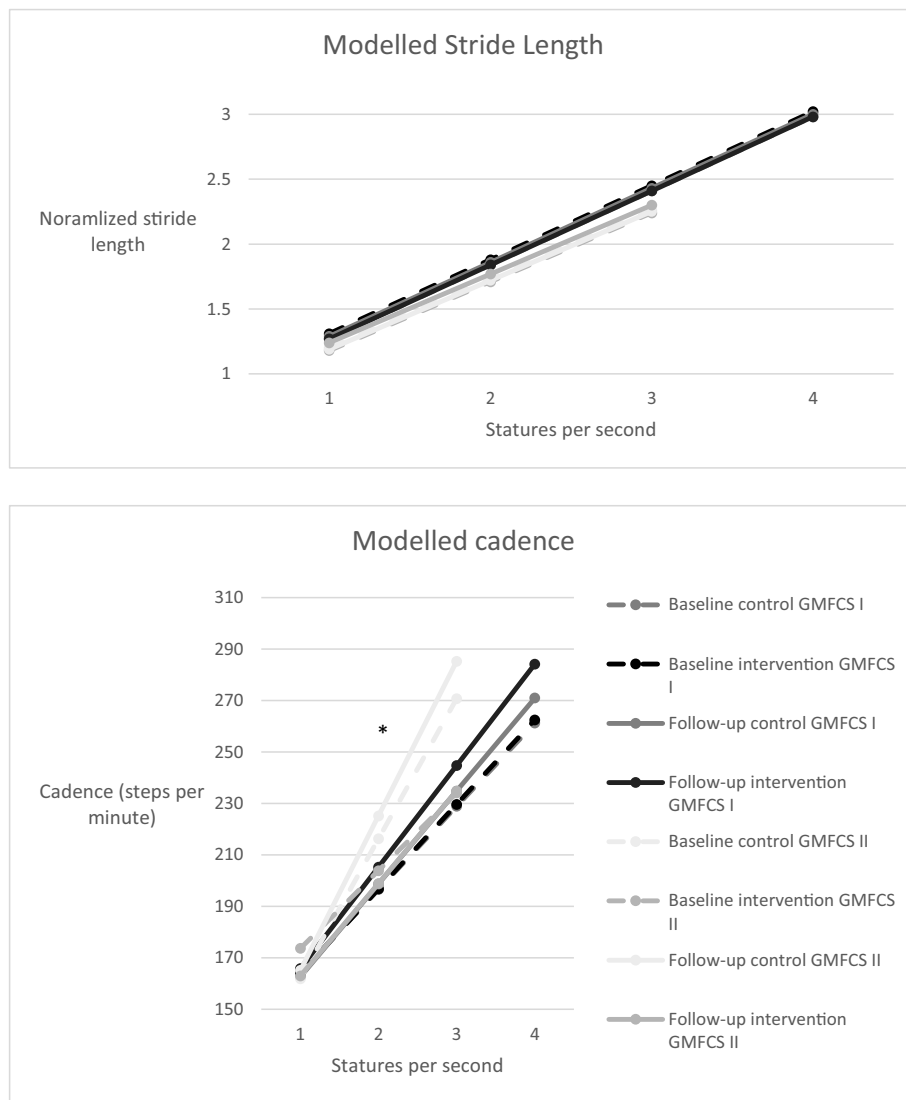 Modelled Stride Length
3
2.5
2
1.5
1
Noramlized stiride
length
1
2
3
4
Statures per second
Modelled cadence
310
290
270
250
230
210
190
170
150
*
Cadence (steps per
minute)
1
2
3
4
Statures per second
Baseline control GMFCS I
Baseline intervention GMFCS
I
Follow-up control GMFCS I
Follow-up intervention
GMFCS I
Baseline control GMFCS II
Baseline intervention GMFCS
II
Follow-up control GMFCS II
Follow-up intervention
GMFCS II